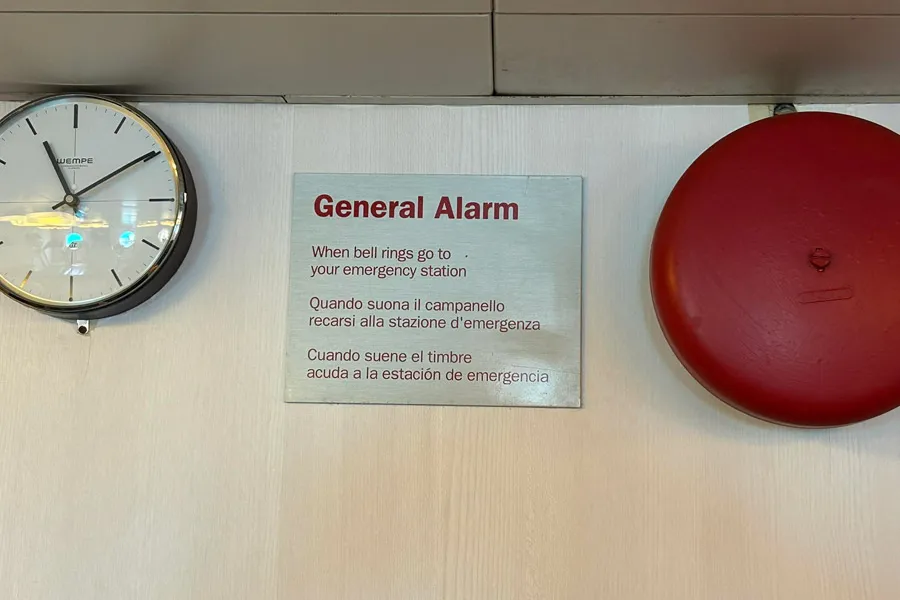 WEMPE
General Alarm
When bell rings go to
your emergency station
Quando suona il campanello
recarsi alla stazione d'emergenza
Cuando suene el timbre
acuda a la estación de emergencia